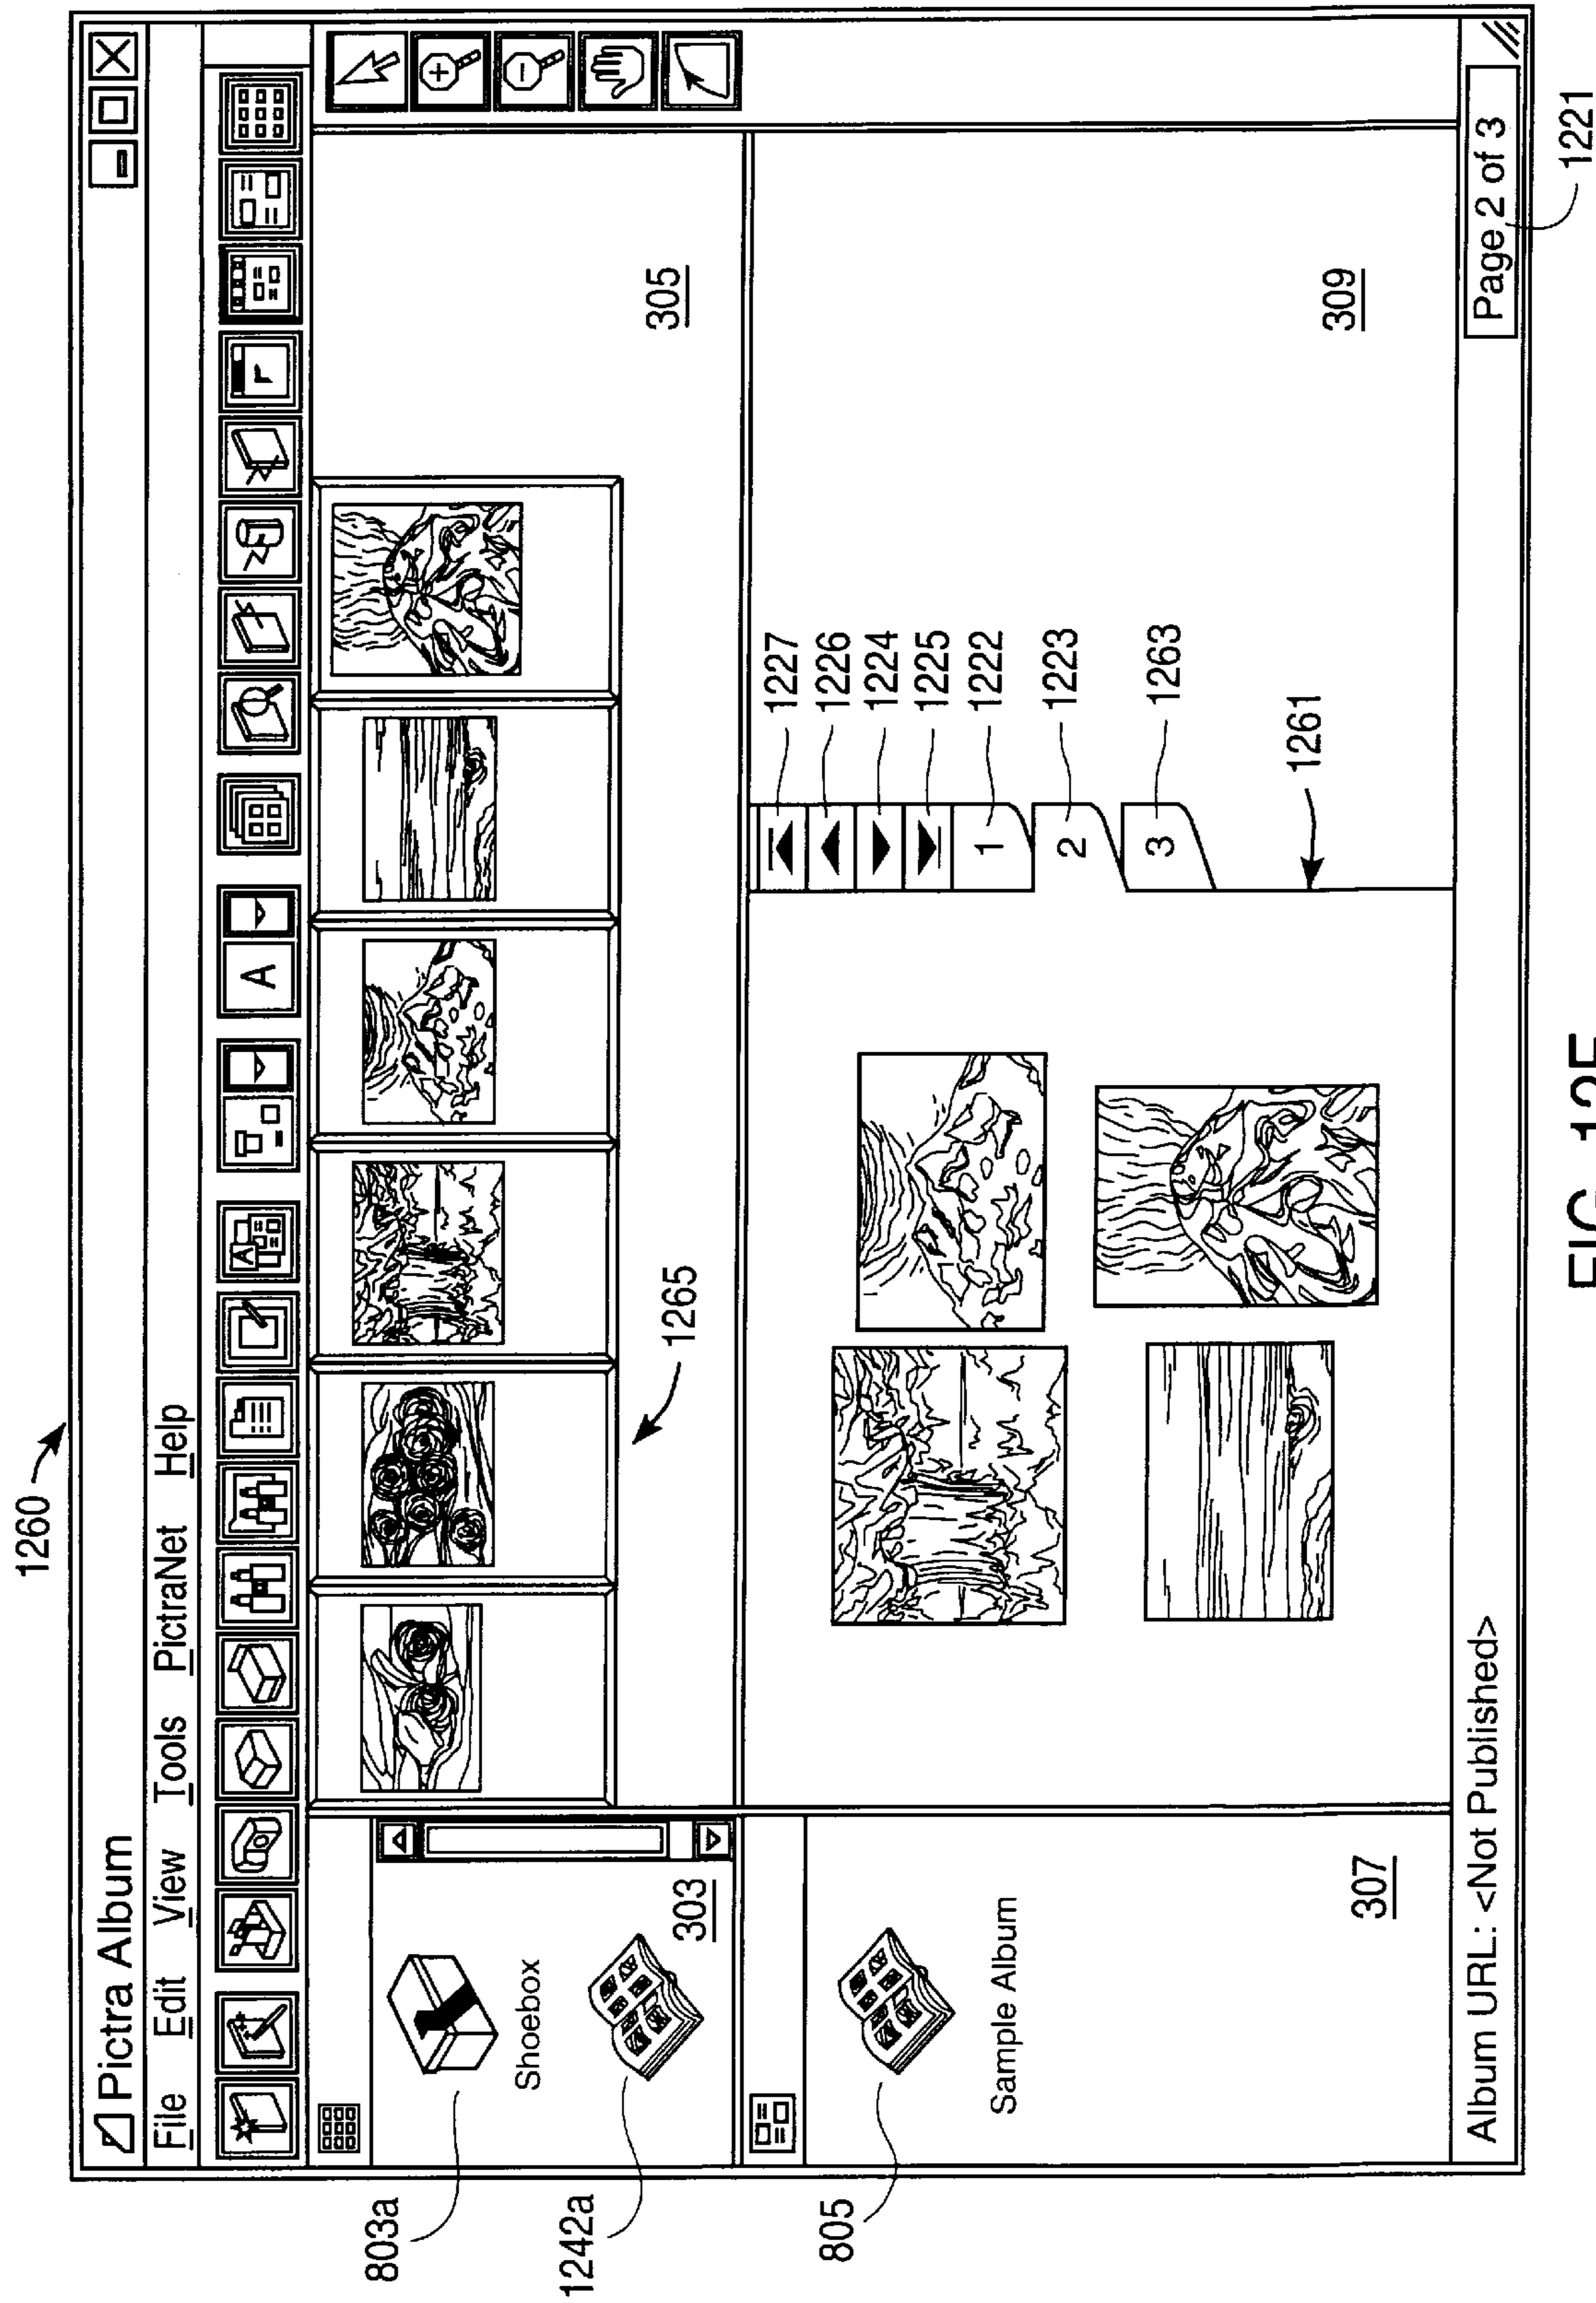 1260
Pictra Album
File Edit View Tools PictraNet Help
A
803a
Shoebox
1242a
303
305
1265
805
Sample Album
307
309
1227
1226
1224
1225
1 1222
2 1223
3 1263
1261
Album URL: <Not Published>
Page 2 of 3
1221